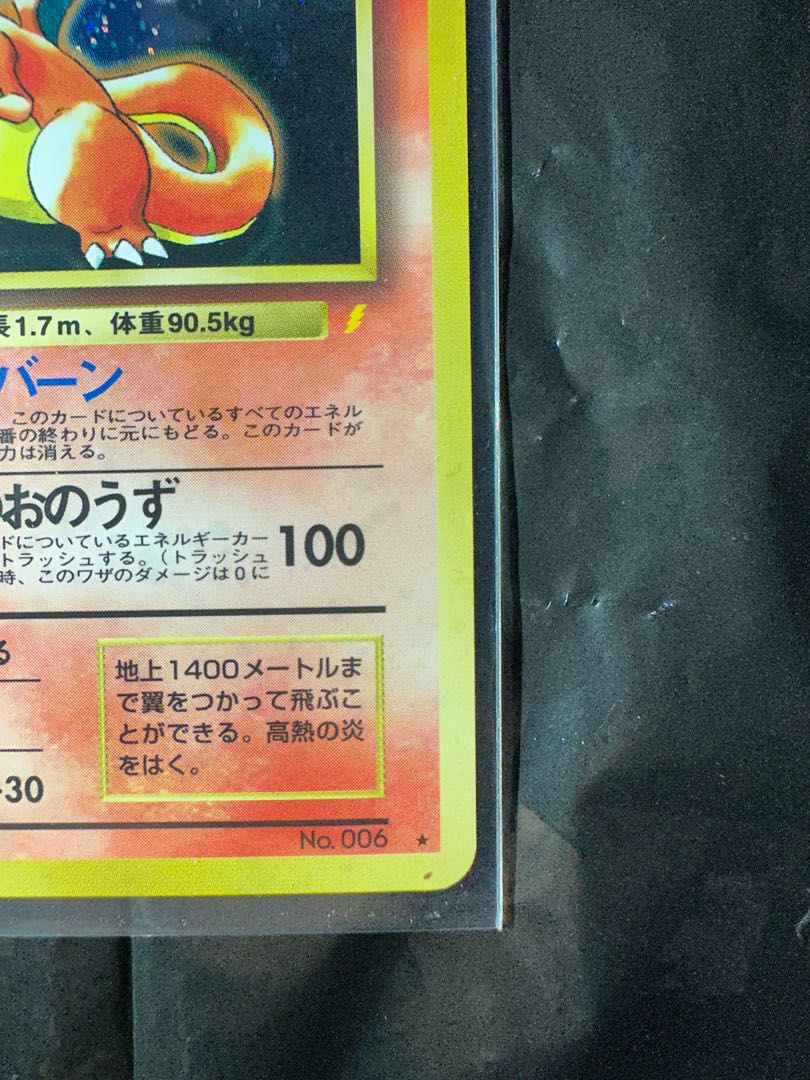 長1.7m、体重90.5kg
バーン
、このカードについているすべてのエネル
番の終わりに元にもどる。このカードが
力は消える。
おのうず
ドについているエネルギーカー
トラッシュする。(トラッシュ
時、このワザのダメージは0に
100
る
地上1400メートルま
で翼をつかって飛ぶこ
とができる。高熱の炎
をはく。
-30
No. 006 ★